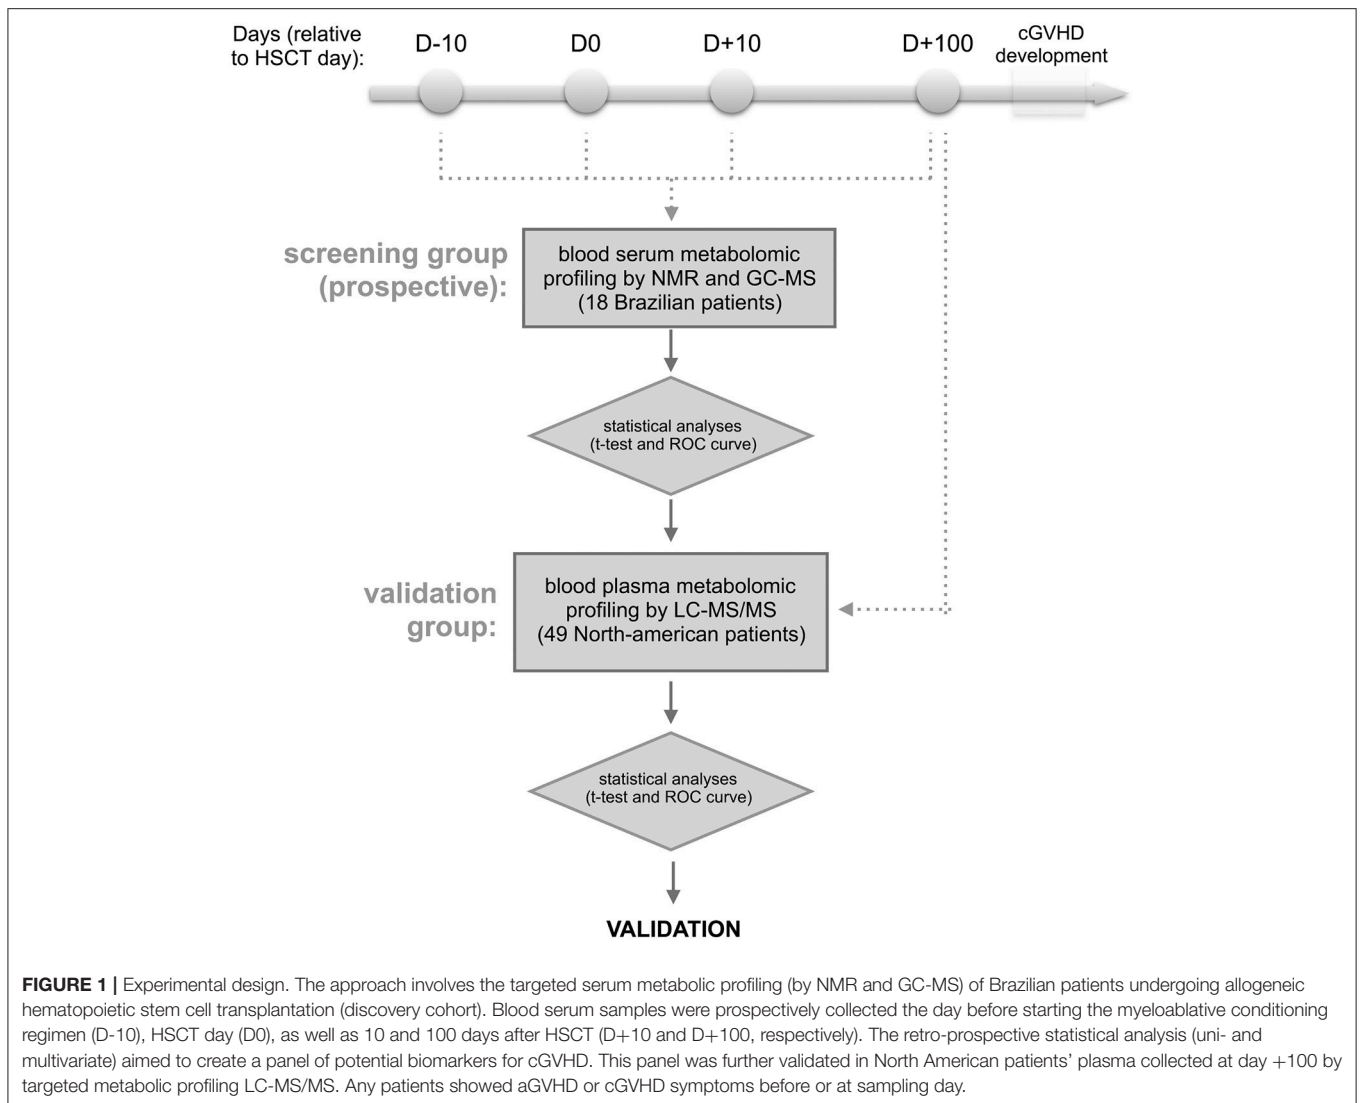 Days (relative
to HSCT day):
D-10
D0
D+10
D+100
cGVHD
development
screening group
(prospective):
blood serum metabolomic
profiling by NMR and GC-MS
(18 Brazilian patients)
statistical analyses
(t-test and ROC curve)
validation
group:
blood plasma metabolomic
profiling by LC-MS/MS
(49 North-american patients)
statistical analyses
(t-test and ROC curve)
VALIDATION
FIGURE 1 | Experimental design. The approach involves the targeted serum metabolic profiling (by NMR and GC-MS) of Brazilian patients undergoing allogeneic
hematopoietic stem cell transplantation (discovery cohort). Blood serum samples were prospectively collected the day before starting the myeloablative conditioning
regimen (D-10), HSCT day (D0), as well as 10 and 100 days after HSCT (D+10 and D+100, respectively). The retro-prospective statistical analysis (uni- and
multivariate) aimed to create a panel of potential biomarkers for cGVHD. This panel was further validated in North American patients' plasma collected at day +100 by
targeted metabolic profiling LC-MS/MS. Any patients showed aGVHD or cGVHD symptoms before or at sampling day.